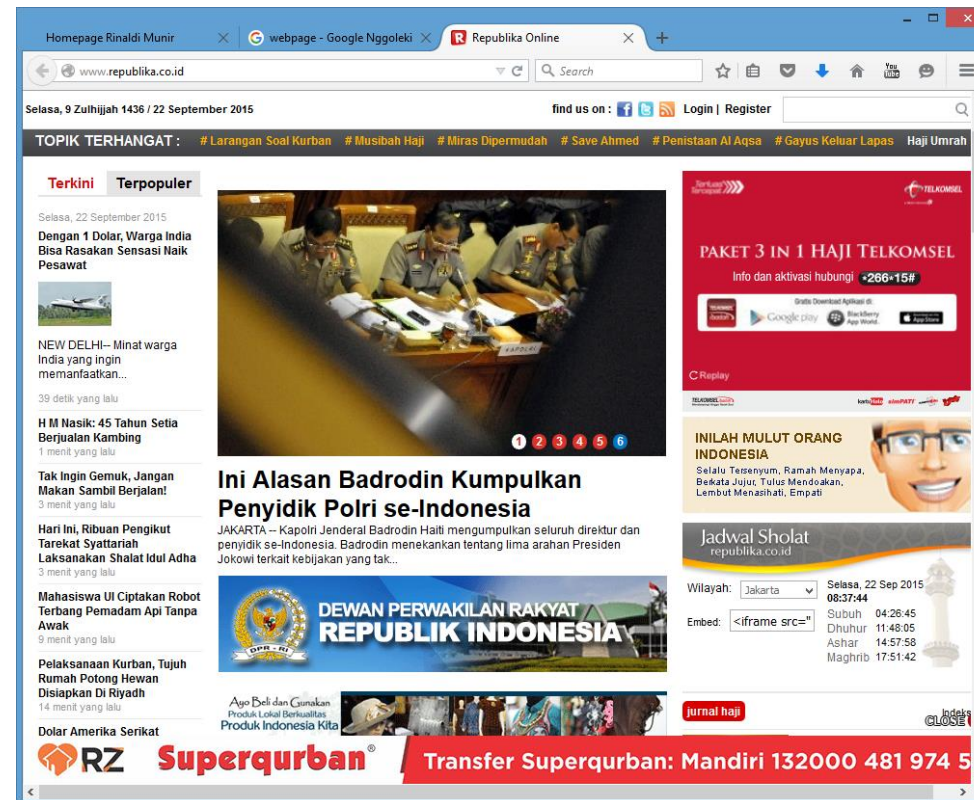 Homepage Rinaldi Munir
webpage - Google Nggoleki
Republika Online
www.republika.co.id
Search
You
Tube
Selasa, 9 Zulhijjah 1436 / 22 September 2015
find us on :
Login | Register
TOPIK TERHANGAT :
# Larangan Soal Kurban # Musibah Haji # Miras Dipermudah # Save Ahmed # Penistaan Al Aqsa # Gayus Keluar Lapas Haji Umrah
Terkini Terpopuler
Selasa, 22 September 2015
Dengan 1 Dolar, Warga India
Bisa Rasakan Sensasi Naik
Pesawat
NEW DELHI-- Minat warga
India yang ingin
memanfaatkan...
39 detik yang lalu
H M Nasik: 45 Tahun Setia
Berjualan Kambing
1 menit yang lalu
Tak Ingin Gemuk, Jangan
Makan Sambil Berjalan!
3 menit yang lalu
Hari Ini, Ribuan Pengikut
Tarekat Syattariah
Laksanakan Shalat Idul Adha
3 menit yang lalu
Mahasiswa UI Ciptakan Robot
Terbang Pemadam Api Tanpa
Awak
9 menit yang lalu
Pelaksanaan Kurban, Tujuh
Rumah Potong Hewan
Disiapkan Di Riyadh
14 menit yang lalu
Dolar Amerika Serikat
KAPOLRI
1 2 3 4 5 6
Ini Alasan Badrodin Kumpulkan
Penyidik Polri se-Indonesia
JAKARTA -- Kapolri Jenderal Badrodin Haiti mengumpulkan seluruh direktur dan
penyidik se-Indonesia. Badrodin menekankan tentang lima arahan Presiden
Jokowi terkait kebijakan yang tak...
DPR - RI
DEWAN PERWAKILAN RAKYAT
REPUBLIK INDONESIA
Ayo Beli dan Gunakan
Produk Lokal Berkualitas
Produk Indonesia Kita
TELKOMSEL
PAKET 3 IN 1 HAJI TELKOMSEL
Info dan aktivasi hubungi *266*15#
Gratis Download Aplikasi di:
Google play
BlackBerry
App World
App Store
Replay
TELKOMSEL
simPATI
INILAH MULUT ORANG
INDONESIA
Selalu Tersenyum, Ramah Menyapa,
Berkata Jujur, Tulus Mendoakan,
Lembut Menasihati, Empati
Jadwal Sholat
republika.co.id
Wilayah: Jakarta
Embed: <iframe src="
Selasa, 22 Sep 2015
08:37:44
Subuh 04:26:45
Dhuhur 11:48:05
Ashar 14:57:58
Maghrib 17:51:42
jurnal haji
Indeks
CLOSE
RZ Superqurban® Transfer Superqurban: Mandiri 132000 481 974 5